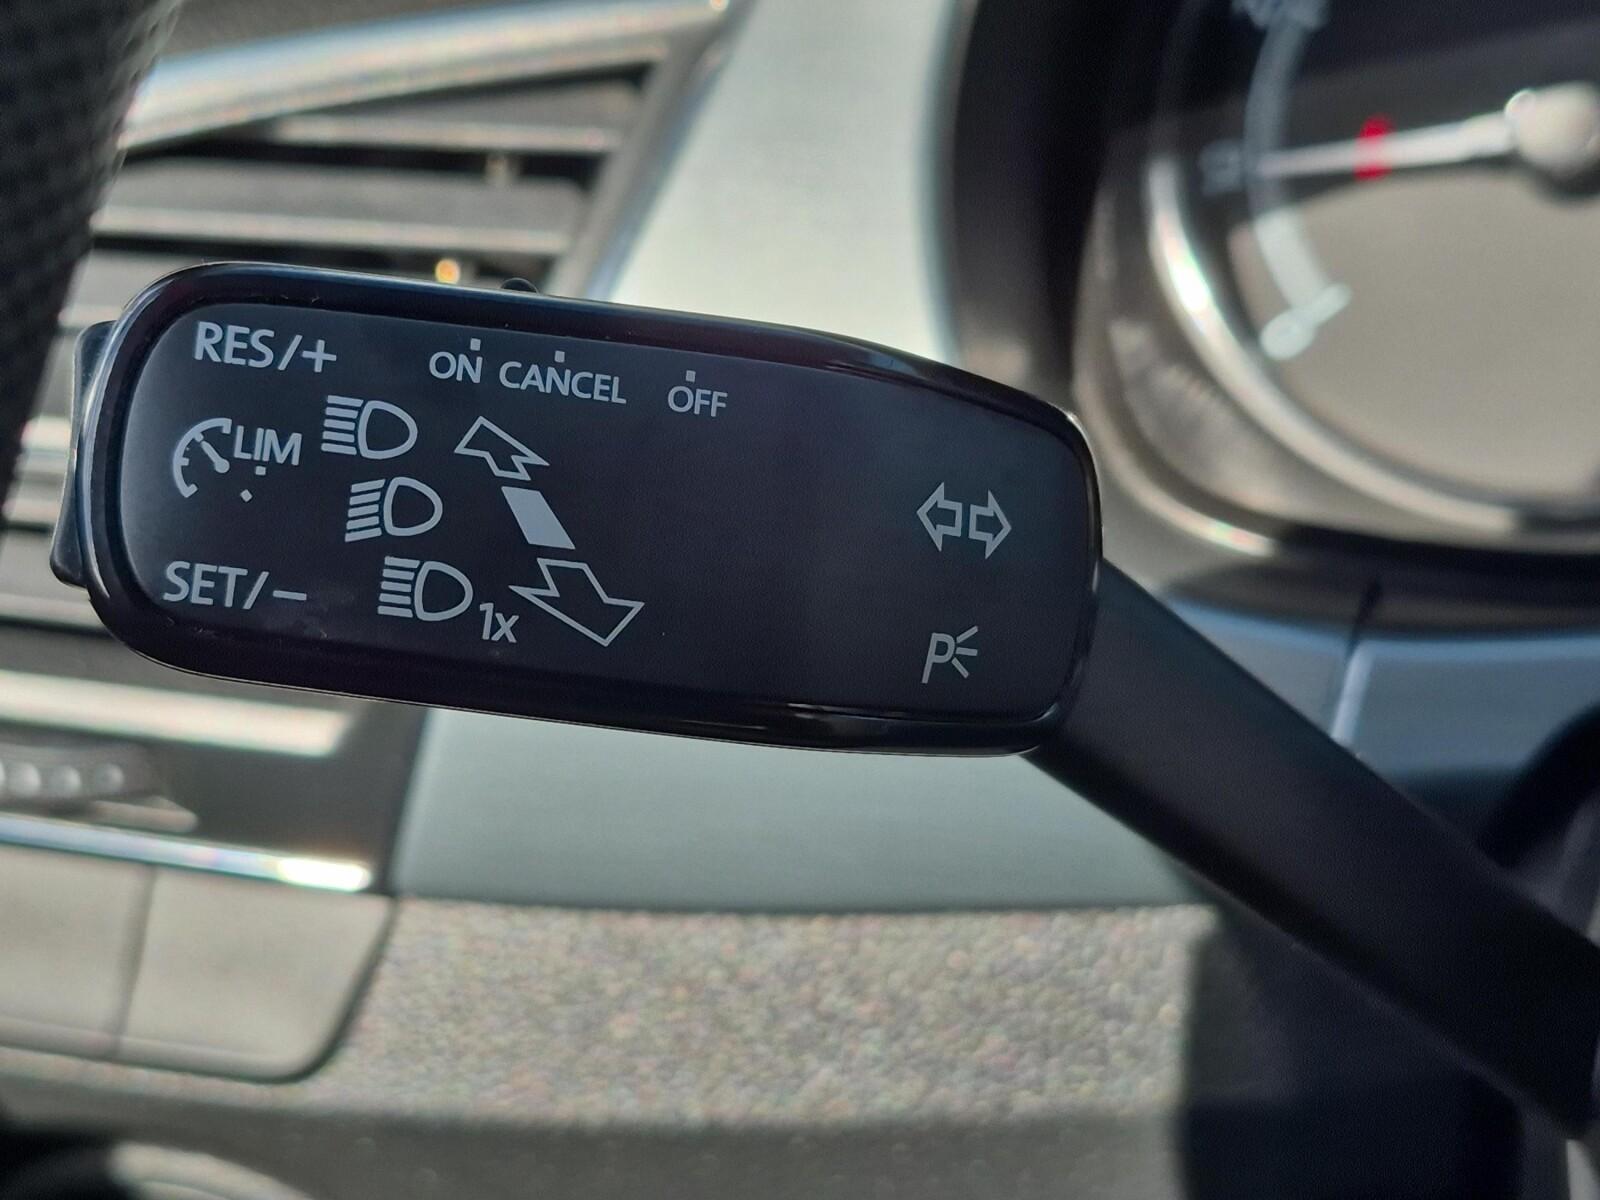 RES/+
ON CANCEL OFF
LIM
SET/-
1x
P